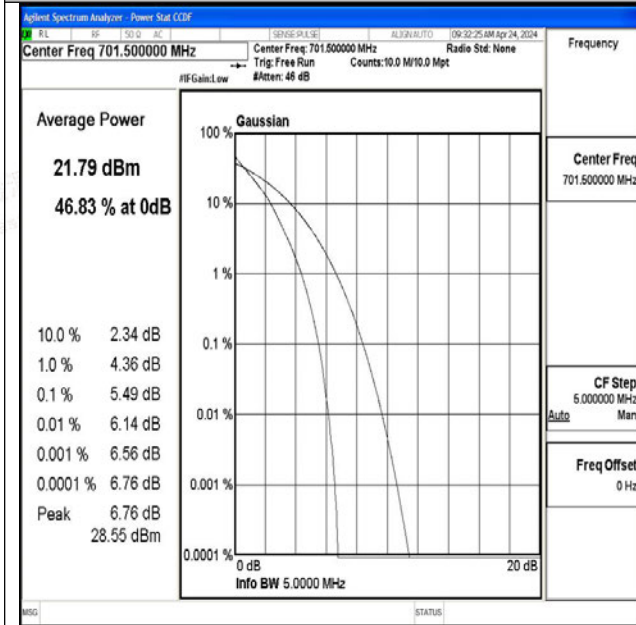 Agilent Spectrum Analyzer - Power Stat CCDF
RL RF 50 Ω AC SENSE:PULSE ALIGN AUTO 09:32:25 AM Apr 24, 2024
Center Freq 701.500000 MHz
Center Freq: 701.500000 MHz Radio Std: None
Trig: Free Run Counts:10.0 M/10.0 Mpt
#IFGain:Low #Atten: 46 dB
Frequency
Average Power
21.79 dBm
46.83 % at 0dB
10.0 % 2.34 dB
1.0 % 4.36 dB
0.1 % 5.49 dB
0.01 % 6.14 dB
0.001 % 6.56 dB
0.0001 % 6.76 dB
Peak 6.76 dB
28.55 dBm
Gaussian
100 %
10 %
1 %
0.1 %
0.01 %
0.001 %
0.0001 %
0 dB 20 dB
Info BW 5.0000 MHz
Center Freq
701.500000 MHz
CF Step
5.000000 MHz
Auto Man
Freq Offset
0 Hz
MSG STATUS